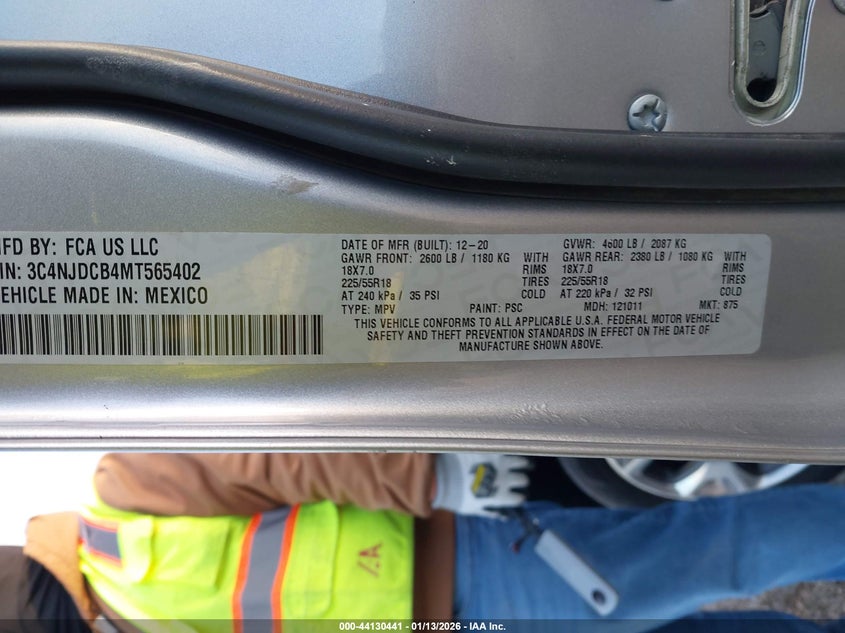 MFD BY: FCA US LLC
IN: 3C4NJDCB4MT565402
VEHICLE MADE IN: MEXICO
DATE OF MFR (BUILT): 12-20 GVWR: 4600 LB / 2087 KG
GAWR FRONT: 2600 LB / 1180 KG WITH GAWR REAR: 2380 LB / 1080 KG WITH
18X7.0 RIMS 18X7.0 RIMS
225/55R18 TIRES 225/55R18 TIRES
AT 240 kPa / 35 PSI COLD AT 220 kPa / 32 PSI COLD
TYPE: MPV PAINT: PSC MDH: 121011 MKT: 875
THIS VEHICLE CONFORMS TO ALL APPLICABLE U.S.A. FEDERAL MOTOR VEHICLE
SAFETY AND THEFT PREVENTION STANDARDS IN EFFECT ON THE DATE OF
MANUFACTURE SHOWN ABOVE.
000-44130441 - 01/13/2026 - IAA Inc.